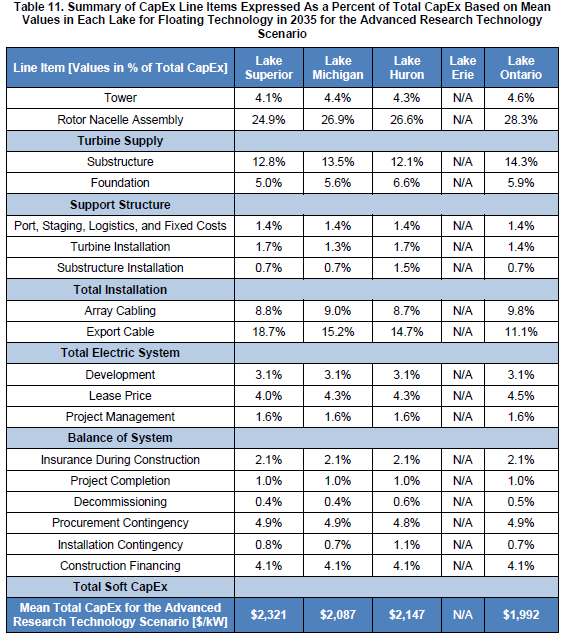 Table 11. Summary of CapEx Line Items Expressed As a Percent of Total CapEx Based on Mean
Values in Each Lake for Floating Technology in 2035 for the Advanced Research Technology
Scenario
Line Item [Values in % of Total CapEx] Lake Superior Lake Michigan Lake Huron Lake Erie Lake Ontario
Tower 4.1% 4.4% 4.3% N/A 4.6%
Rotor Nacelle Assembly 24.9% 26.9% 26.6% N/A 28.3%
Turbine Supply
Substructure 12.8% 13.5% 12.1% N/A 14.3%
Foundation 5.0% 5.6% 6.6% N/A 5.9%
Support Structure
Port, Staging, Logistics, and Fixed Costs 1.4% 1.4% 1.4% N/A 1.4%
Turbine Installation 1.7% 1.3% 1.7% N/A 1.4%
Substructure Installation 0.7% 0.7% 1.5% N/A 0.7%
Total Installation
Array Cabling 8.8% 9.0% 8.7% N/A 9.8%
Export Cable 18.7% 15.2% 14.7% N/A 11.1%
Total Electric System
Development 3.1% 3.1% 3.1% N/A 3.1%
Lease Price 4.0% 4.3% 4.3% N/A 4.5%
Project Management 1.6% 1.6% 1.6% N/A 1.6%
Balance of System
Insurance During Construction 2.1% 2.1% 2.1% N/A 2.1%
Project Completion 1.0% 1.0% 1.0% N/A 1.0%
Decommissioning 0.4% 0.4% 0.6% N/A 0.5%
Procurement Contingency 4.9% 4.9% 4.8% N/A 4.9%
Installation Contingency 0.8% 0.7% 1.1% N/A 0.7%
Construction Financing 4.1% 4.1% 4.1% N/A 4.1%
Total Soft CapEx
Mean Total CapEx for the Advanced
Research Technology Scenario [$/kW] $2,321 $2,087 $2,147 N/A $1,992